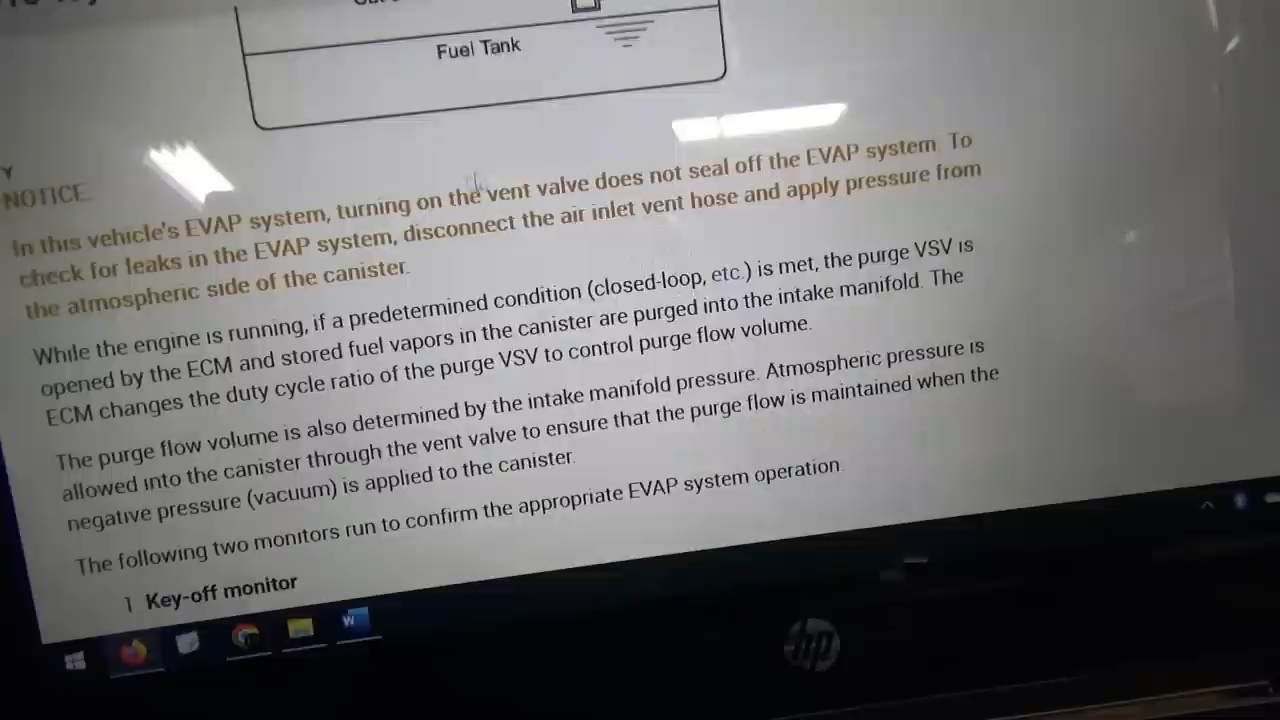 Fuel Tank
Y
NOTICE
In this vehicle's EVAP system, turning on the vent valve does not seal off the EVAP system. To
check for leaks in the EVAP system, disconnect the air inlet vent hose and apply pressure from
the atmospheric side of the canister.
While the engine is running, if a predetermined condition (closed-loop, etc.) is met, the purge VSV is
opened by the ECM and stored fuel vapors in the canister are purged into the intake manifold. The
ECM changes the duty cycle ratio of the purge VSV to control purge flow volume.
The purge flow volume is also determined by the intake manifold pressure. Atmospheric pressure is
allowed into the canister through the vent valve to ensure that the purge flow is maintained when the
negative pressure (vacuum) is applied to the canister.
The following two monitors run to confirm the appropriate EVAP system operation.
1 Key-off monitor
W
hp